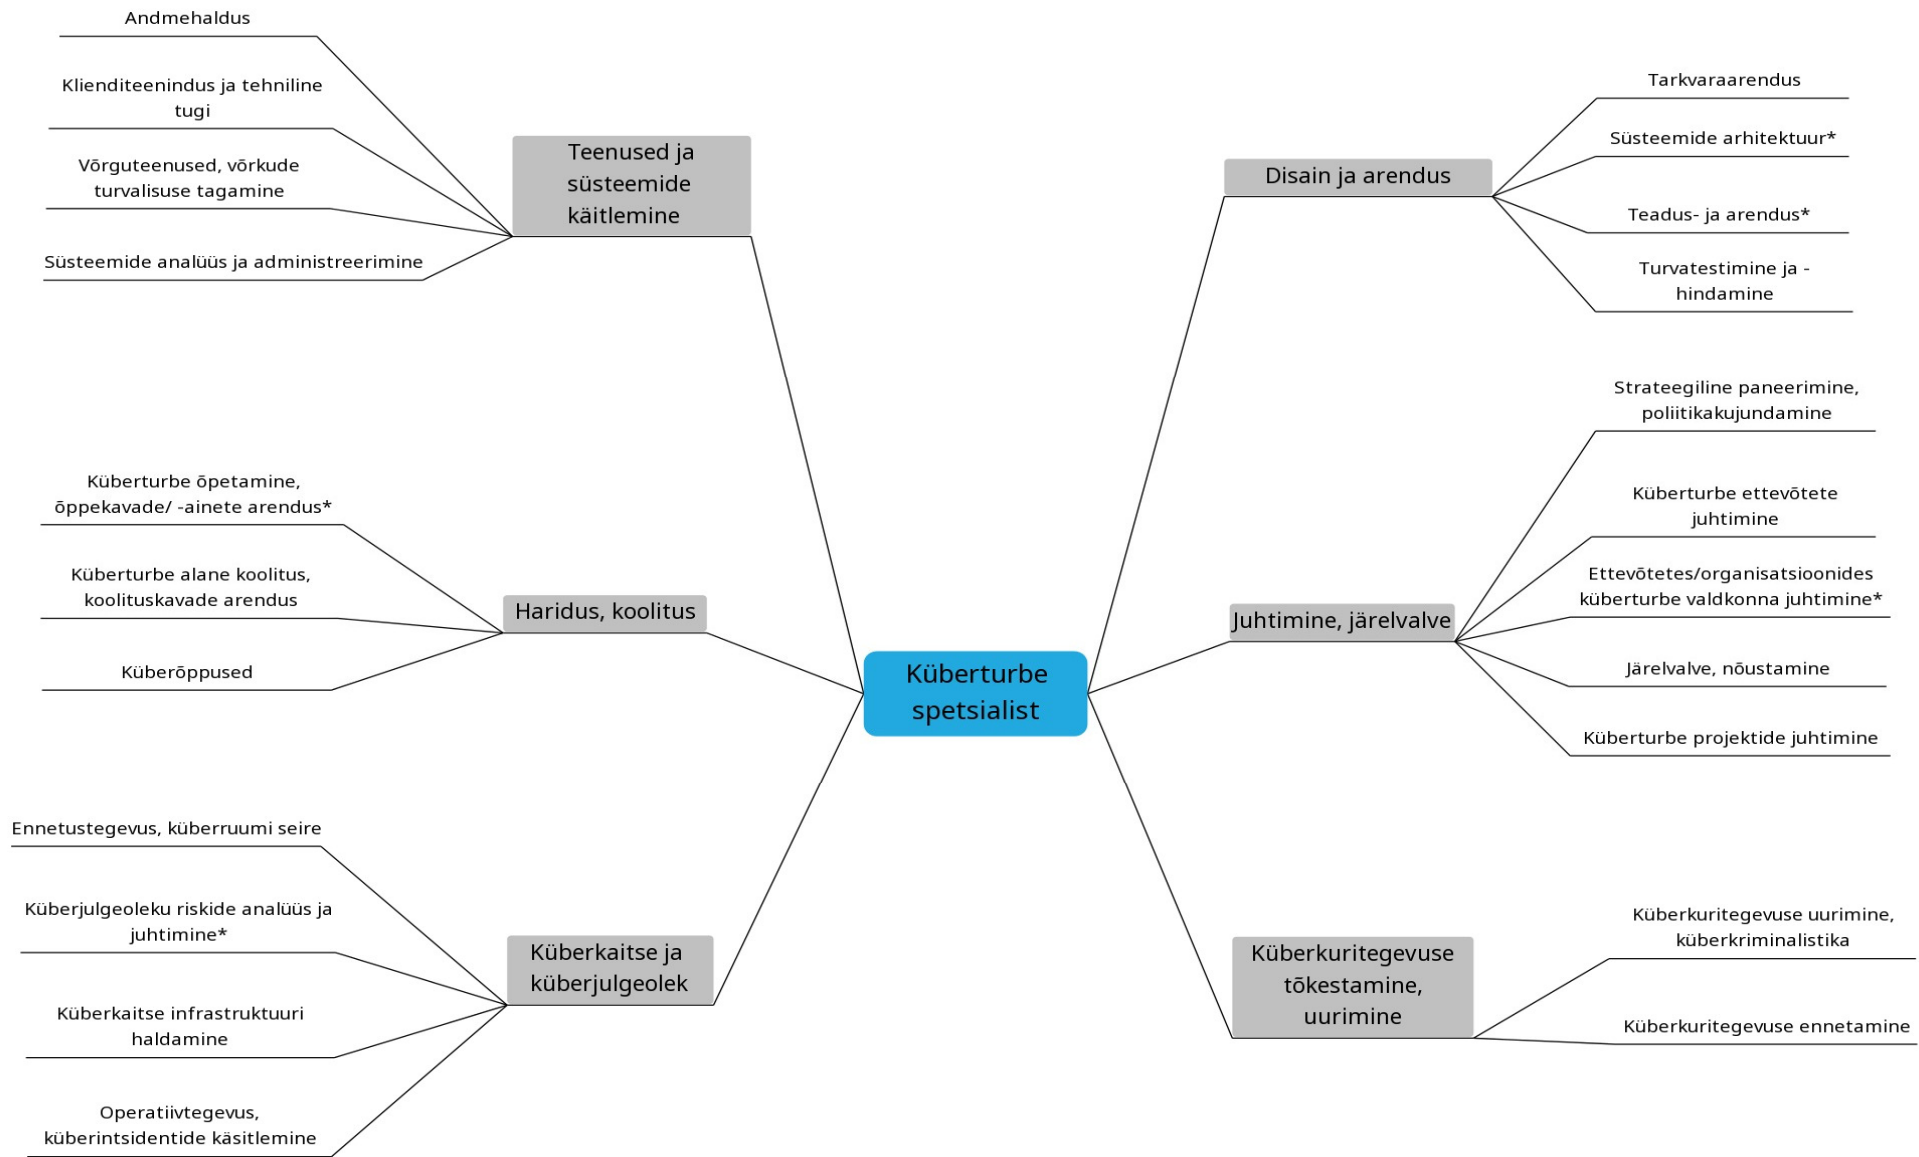 Andmehaldus
Klienditeenindus ja tehniline
tugi
Võrguteenused, võrkude
turvalisuse tagamine
Süsteemide analüüs ja administreerimine
Teenused ja
süsteemide
käitlemine
Küberturbe õpetamine,
õppekavade/ -ainete arendus*
Küberturbe alane koolitus,
koolituskavade arendus
Küberõppused
Haridus, koolitus
Ennetustegevus, küberruumi seire
Küberjulgeoleku riskide analüüs ja
juhtimine*
Küberkaitse infrastruktuuri
haldamine
Operatiivtegevus,
küberintsidentide käsitlemine
Küberkaitse ja
küberjulgeolek
Küberturbe
spetsialist
Disain ja arendus
Tarkvaraarendus
Süsteemide arhitektuur*
Teadus- ja arendus*
Turvatestimine ja -
hindamine
Juhtimine, järelvalve
Strateegiline paneerimine,
poliitikakujundamine
Küberturbe ettevõtete
juhtimine
Ettevõtetes/organisatsioonides
küberturbe valdkonna juhtimine*
Järelvalve, nõustamine
Küberturbe projektide juhtimine
Küberkuritegevuse
tõkestamine,
uurimine
Küberkuritegevuse uurimine,
küberkriminalistika
Küberkuritegevuse ennetamine